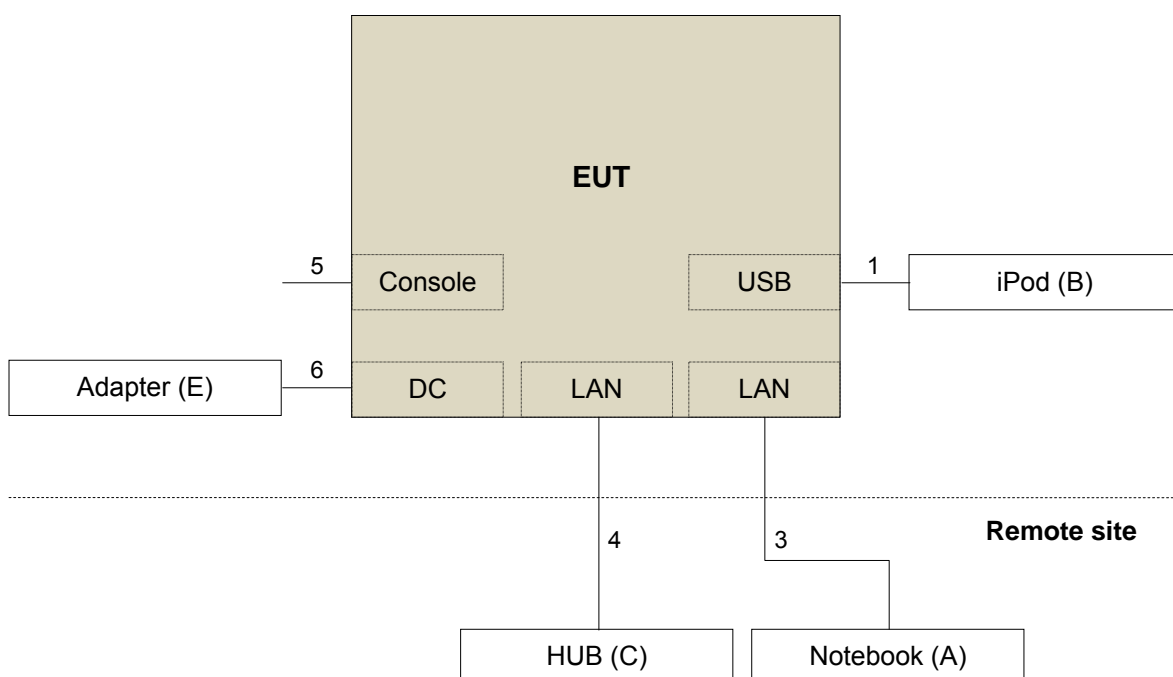 EUT
5
Console
USB
1
iPod (B)
Adapter (E)
6
DC
LAN
LAN
4
3
Remote site
HUB (C)
Notebook (A)